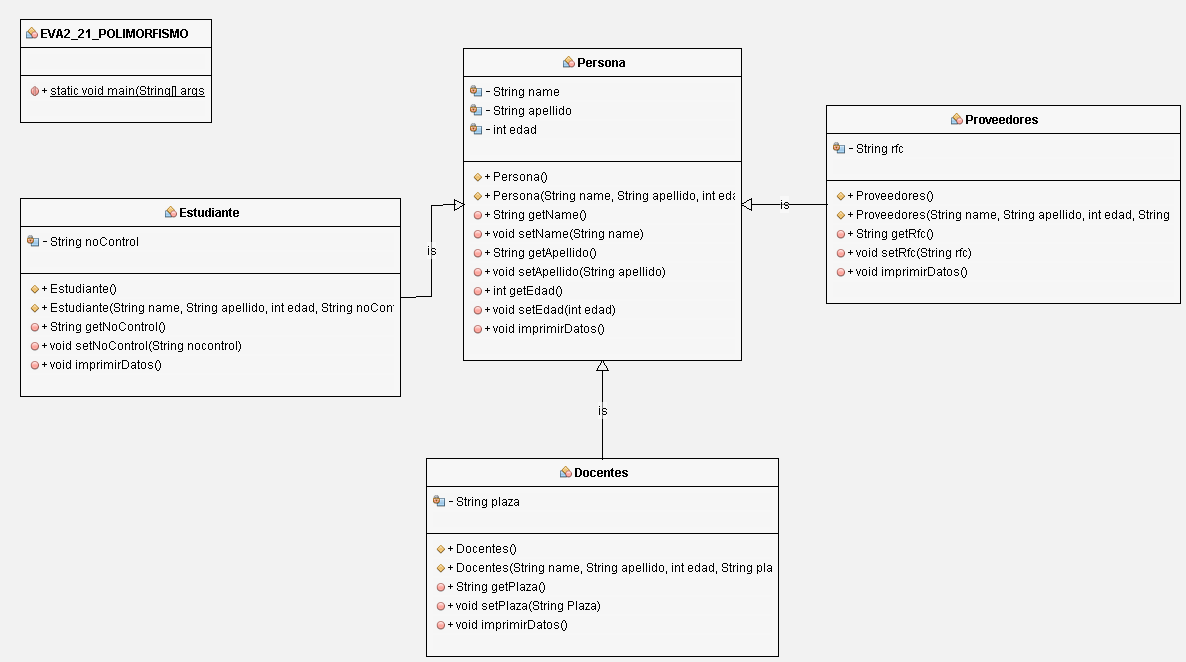 EVA2_21_POLIMORFISMO
+ static void main(String[] args
Persona
- String name
- String apellido
- int edad
+ Persona()
+ Persona(String name, String apellido, int eda
+ String getName()
+ void setName(String name)
+ String getApellido()
+ void setApellido(String apellido)
+ int getEdad()
+ void setEdad(int edad)
+ void imprimirDatos()
Proveedores
- String rfc
+ Proveedores()
+ Proveedores(String name, String apellido, int edad, String
+ String getRfc()
+ void setRfc(String rfc)
+ void imprimirDatos()
is
Estudiante
- String noControl
+ Estudiante()
+ Estudiante(String name, String apellido, int edad, String noCon
+ String getNoControl()
+ void setNoControl(String nocontrol)
+ void imprimirDatos()
is
is
Docentes
- String plaza
+ Docentes()
+ Docentes(String name, String apellido, int edad, String pla
+ String getPlaza()
+ void setPlaza(String Plaza)
+ void imprimirDatos()